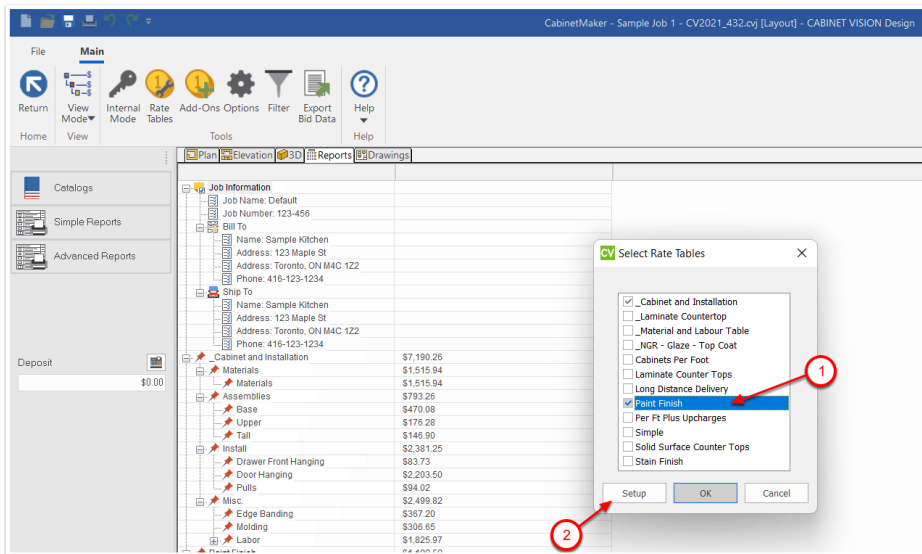 CabinetMaker - Sample Job 1 - CV2021_432.cvj [Layout] - CABINET VISION Design
File Main
Return View Mode Internal Mode Rate Tables Add-Ons Options Filter Export Bid Data Help
Home View Tools Help
Plan Elevation 3D Reports Drawings
Catalogs
Simple Reports
Advanced Reports
Deposit
$0.00
Job Information
Job Name: Default
Job Number: 123-456
Bill To
Name: Sample Kitchen
Address: 123 Maple St
Address: Toronto, ON M4C 1Z2
Phone: 416-123-1234
Ship To
Name: Sample Kitchen
Address: 123 Maple St
Address: Toronto, ON M4C 1Z2
Phone: 416-123-1234
_Cabinet and Installation $7,190.26
Materials $1,515.94
Materials $1,515.94
Assemblies $793.26
Base $470.08
Upper $176.28
Tall $146.90
Install $2,381.25
Drawer Front Hanging $83.73
Door Hanging $2,203.50
Pulls $94.02
Misc. $2,499.82
Edge Banding $367.20
Molding $306.65
Labor $1,825.97
Paint Finish
CV Select Rate Tables
_Cabinet and Installation
_Laminate Countertop
_Material and Labour Table
_NGR - Glaze - Top Coat
Cabinets Per Foot
Laminate Counter Tops
Long Distance Delivery
Paint Finish
Per Ft Plus Upcharges
Simple
Solid Surface Counter Tops
Stain Finish
Setup OK Cancel
1
2